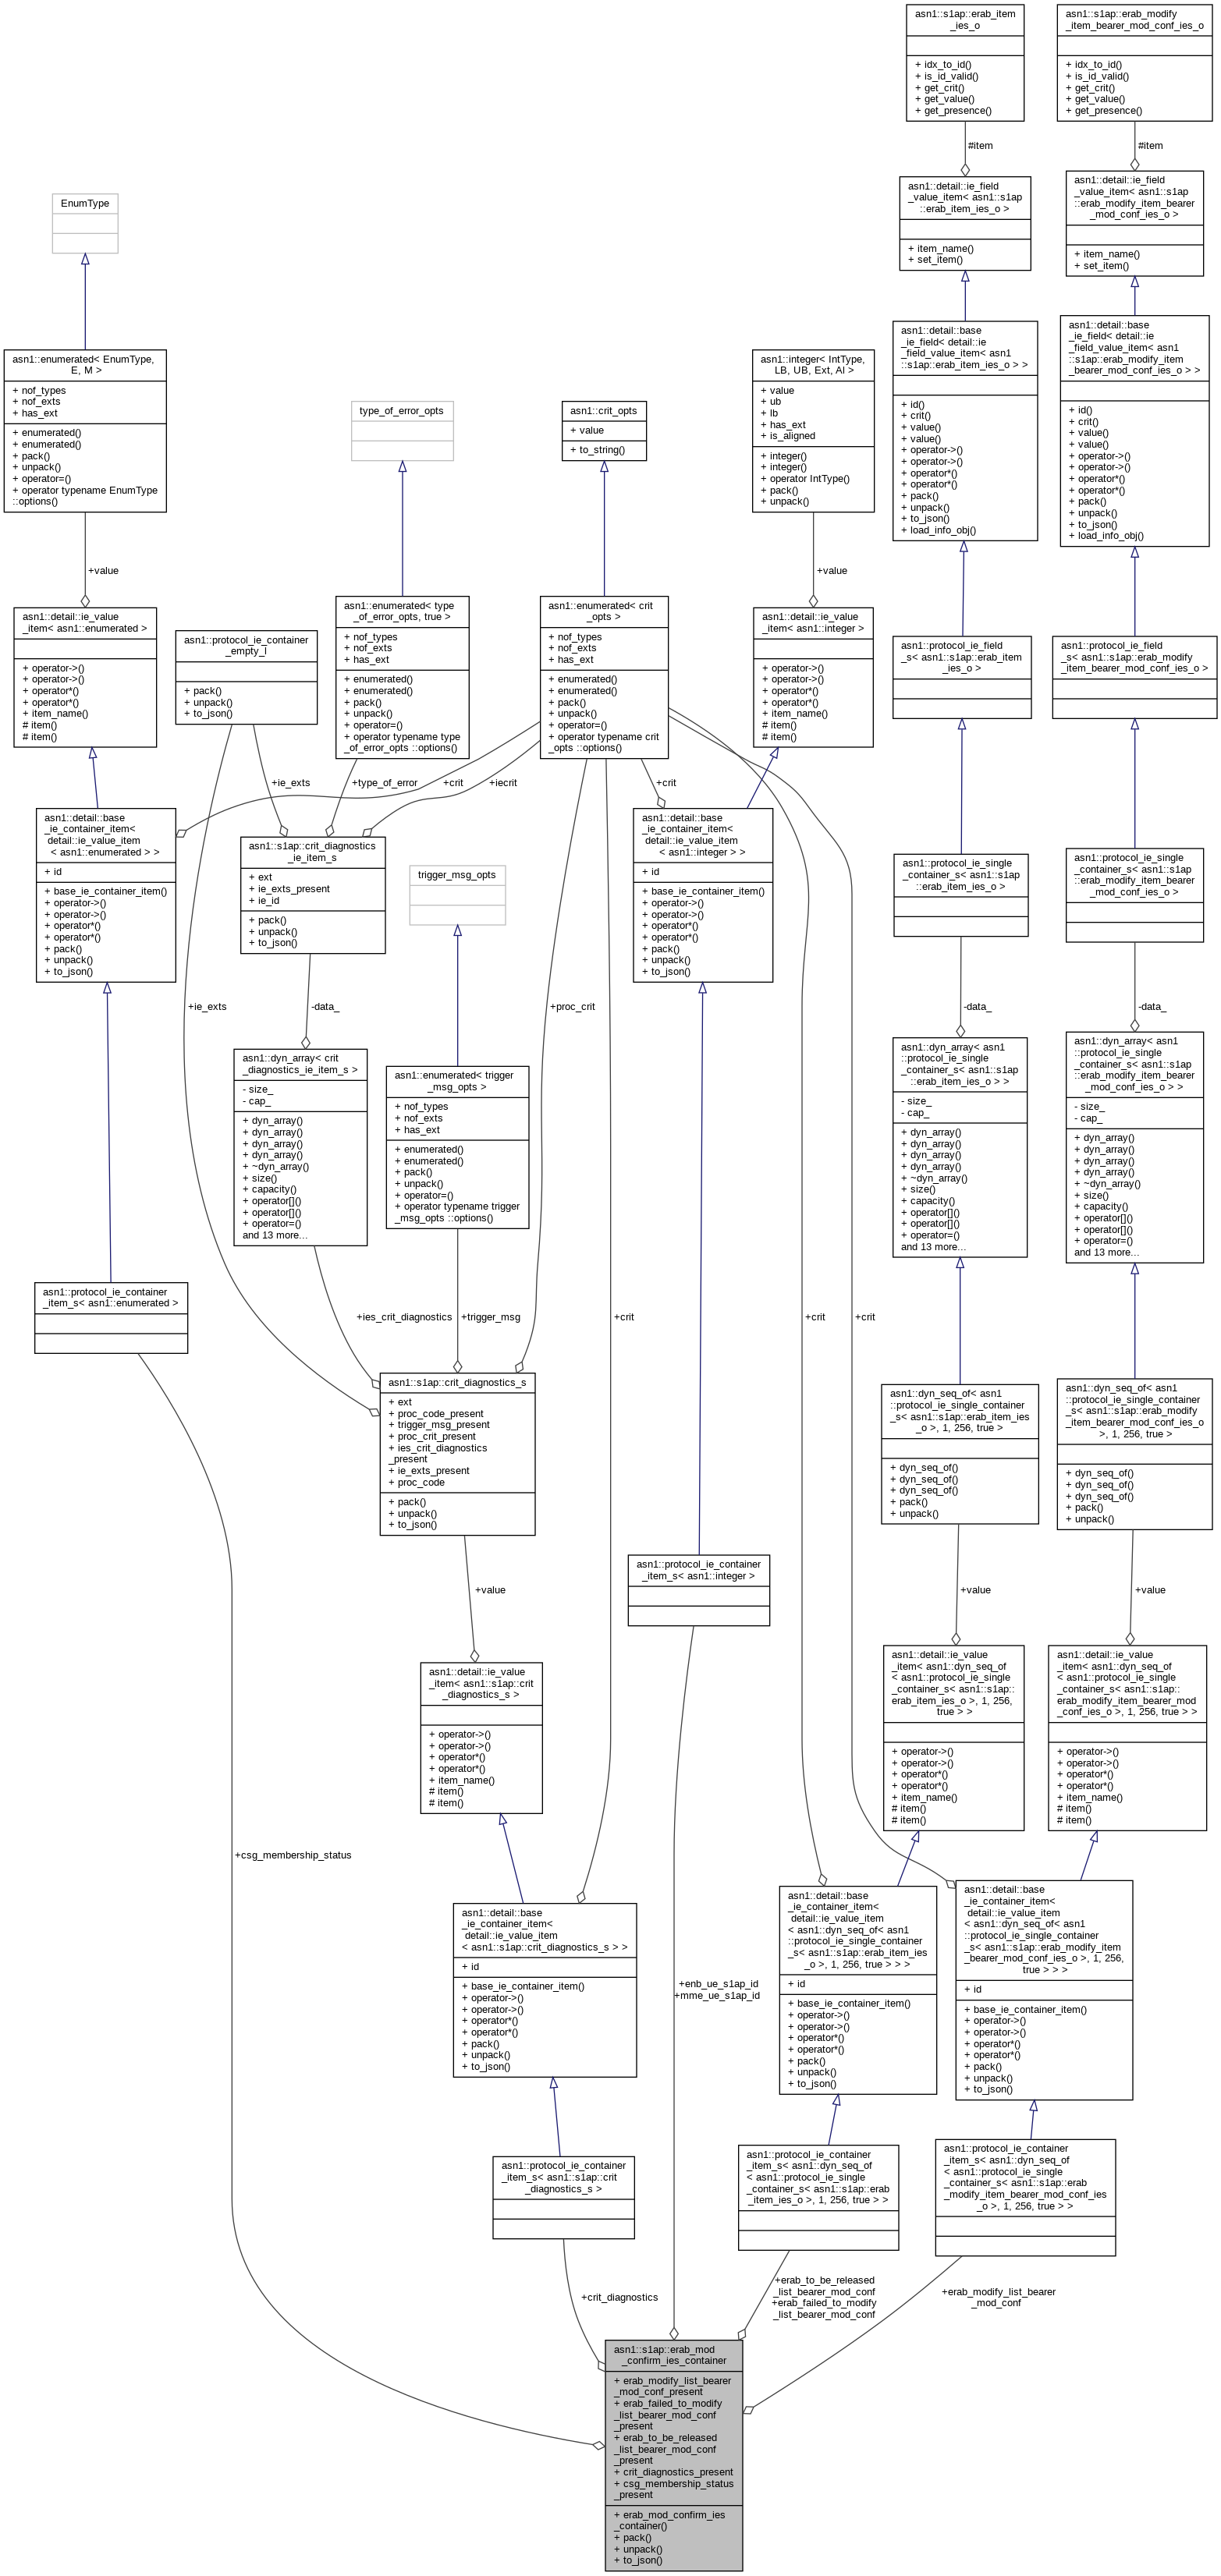 asn1::s1ap::erab_item
_ies_o
+ idx_to_id()
+ is_id_valid()
+ get_crit()
+ get_value()
+ get_presence()
asn1::s1ap::erab_modify
_item_bearer_mod_conf_ies_o
+ idx_to_id()
+ is_id_valid()
+ get_crit()
+ get_value()
+ get_presence()
#item
#item
asn1::detail::ie_field
_value_item< asn1::s1ap
::erab_item_ies_o >
+ item_name()
+ set_item()
asn1::detail::ie_field
_value_item< asn1::s1ap
::erab_modify_item_bearer
_mod_conf_ies_o >
+ item_name()
+ set_item()
EnumType
asn1::detail::base
_ie_field< detail::ie
_field_value_item< asn1
::s1ap::erab_item_ies_o > >
+ id()
+ crit()
+ value()
+ value()
+ operator->()
+ operator->()
+ operator*()
+ operator*()
+ pack()
+ unpack()
+ to_json()
+ load_info_obj()
asn1::detail::base
_ie_field< detail::ie
_field_value_item< asn1
::s1ap::erab_modify_item
_bearer_mod_conf_ies_o > >
+ id()
+ crit()
+ value()
+ value()
+ operator->()
+ operator->()
+ operator*()
+ operator*()
+ pack()
+ unpack()
+ to_json()
+ load_info_obj()
asn1::enumerated< EnumType,
E, M >
+ nof_types
+ nof_exts
+ has_ext
+ enumerated()
+ enumerated()
+ pack()
+ unpack()
+ operator=()
+ operator typename EnumType
::options()
type_of_error_opts
asn1::crit_opts
+ value
+ to_string()
asn1::integer< IntType,
LB, UB, Ext, Al >
+ value
+ ub
+ lb
+ has_ext
+ is_aligned
+ integer()
+ integer()
+ operator IntType()
+ pack()
+ unpack()
+value
+value
asn1::detail::ie_value
_item< asn1::enumerated >
+ operator->()
+ operator->()
+ operator*()
+ operator*()
+ item_name()
# item()
# item()
asn1::protocol_ie_container
_empty_l
+ pack()
+ unpack()
+ to_json()
asn1::enumerated< type
_of_error_opts, true >
+ nof_types
+ nof_exts
+ has_ext
+ enumerated()
+ enumerated()
+ pack()
+ unpack()
+ operator=()
+ operator typename type
_of_error_opts ::options()
asn1::enumerated< crit
_opts >
+ nof_types
+ nof_exts
+ has_ext
+ enumerated()
+ enumerated()
+ pack()
+ unpack()
+ operator=()
+ operator typename crit
_opts ::options()
asn1::detail::ie_value
_item< asn1::integer >
+ operator->()
+ operator->()
+ operator*()
+ operator*()
+ item_name()
# item()
# item()
asn1::protocol_ie_field
_s< asn1::s1ap::erab_item
_ies_o >
asn1::protocol_ie_field
_s< asn1::s1ap::erab_modify
_item_bearer_mod_conf_ies_o >
+ie_exts
+type_of_error
+crit
+iecrit
+crit
asn1::detail::base
_ie_container_item<
detail::ie_value_item
< asn1::enumerated > >
+ id
+ base_ie_container_item()
+ operator->()
+ operator->()
+ operator*()
+ operator*()
+ pack()
+ unpack()
+ to_json()
asn1::s1ap::crit_diagnostics
_ie_item_s
+ ext
+ ie_exts_present
+ ie_id
+ pack()
+ unpack()
+ to_json()
trigger_msg_opts
asn1::detail::base
_ie_container_item<
detail::ie_value_item
< asn1::integer > >
+ id
+ base_ie_container_item()
+ operator->()
+ operator->()
+ operator*()
+ operator*()
+ pack()
+ unpack()
+ to_json()
asn1::protocol_ie_single
_container_s< asn1::s1ap
::erab_item_ies_o >
asn1::protocol_ie_single
_container_s< asn1::s1ap
::erab_modify_item_bearer
_mod_conf_ies_o >
+ie_exts
-data_
+proc_crit
-data_
-data_
asn1::dyn_array< crit
_diagnostics_ie_item_s >
- size_
- cap_
+ dyn_array()
+ dyn_array()
+ dyn_array()
+ dyn_array()
+ ~dyn_array()
+ size()
+ capacity()
+ operator[]()
+ operator[]()
+ operator=()
and 13 more...
asn1::enumerated< trigger
_msg_opts >
+ nof_types
+ nof_exts
+ has_ext
+ enumerated()
+ enumerated()
+ pack()
+ unpack()
+ operator=()
+ operator typename trigger
_msg_opts ::options()
asn1::dyn_array< asn1
::protocol_ie_single
_container_s< asn1::s1ap
::erab_item_ies_o > >
- size_
- cap_
+ dyn_array()
+ dyn_array()
+ dyn_array()
+ dyn_array()
+ ~dyn_array()
+ size()
+ capacity()
+ operator[]()
+ operator[]()
+ operator=()
and 13 more...
asn1::dyn_array< asn1
::protocol_ie_single
_container_s< asn1::s1ap
::erab_modify_item_bearer
_mod_conf_ies_o > >
- size_
- cap_
+ dyn_array()
+ dyn_array()
+ dyn_array()
+ dyn_array()
+ ~dyn_array()
+ size()
+ capacity()
+ operator[]()
+ operator[]()
+ operator=()
and 13 more...
asn1::protocol_ie_container
_item_s< asn1::enumerated >
+ies_crit_diagnostics
+trigger_msg
+crit
+crit
+crit
asn1::s1ap::crit_diagnostics_s
+ ext
+ proc_code_present
+ trigger_msg_present
+ proc_crit_present
+ ies_crit_diagnostics
_present
+ ie_exts_present
+ proc_code
+ pack()
+ unpack()
+ to_json()
asn1::dyn_seq_of< asn1
::protocol_ie_single_container
_s< asn1::s1ap::erab_item_ies
_o >, 1, 256, true >
+ dyn_seq_of()
+ dyn_seq_of()
+ dyn_seq_of()
+ pack()
+ unpack()
asn1::dyn_seq_of< asn1
::protocol_ie_single_container
_s< asn1::s1ap::erab_modify
_item_bearer_mod_conf_ies_o
>, 1, 256, true >
+ dyn_seq_of()
+ dyn_seq_of()
+ dyn_seq_of()
+ pack()
+ unpack()
asn1::protocol_ie_container
_item_s< asn1::integer >
+value
+value
+value
asn1::detail::ie_value
_item< asn1::s1ap::crit
_diagnostics_s >
+ operator->()
+ operator->()
+ operator*()
+ operator*()
+ item_name()
# item()
# item()
asn1::detail::ie_value
_item< asn1::dyn_seq_of
< asn1::protocol_ie_single
_container_s< asn1::s1ap::
erab_item_ies_o >, 1, 256,
true > >
+ operator->()
+ operator->()
+ operator*()
+ operator*()
+ item_name()
# item()
# item()
asn1::detail::ie_value
_item< asn1::dyn_seq_of
< asn1::protocol_ie_single
_container_s< asn1::s1ap::
erab_modify_item_bearer_mod
_conf_ies_o >, 1, 256, true > >
+ operator->()
+ operator->()
+ operator*()
+ operator*()
+ item_name()
# item()
# item()
+csg_membership_status
asn1::detail::base
_ie_container_item<
detail::ie_value_item
< asn1::s1ap::crit_diagnostics_s > >
+ id
+ base_ie_container_item()
+ operator->()
+ operator->()
+ operator*()
+ operator*()
+ pack()
+ unpack()
+ to_json()
+enb_ue_s1ap_id
+mme_ue_s1ap_id
asn1::detail::base
_ie_container_item<
detail::ie_value_item
< asn1::dyn_seq_of< asn1
::protocol_ie_single_container
_s< asn1::s1ap::erab_item_ies
_o >, 1, 256, true > > >
+ id
+ base_ie_container_item()
+ operator->()
+ operator->()
+ operator*()
+ operator*()
+ pack()
+ unpack()
+ to_json()
asn1::detail::base
_ie_container_item<
detail::ie_value_item
< asn1::dyn_seq_of< asn1
::protocol_ie_single_container
_s< asn1::s1ap::erab_modify_item
_bearer_mod_conf_ies_o >, 1, 256,
true > > >
+ id
+ base_ie_container_item()
+ operator->()
+ operator->()
+ operator*()
+ operator*()
+ pack()
+ unpack()
+ to_json()
asn1::protocol_ie_container
_item_s< asn1::s1ap::crit
_diagnostics_s >
asn1::protocol_ie_container
_item_s< asn1::dyn_seq_of
< asn1::protocol_ie_single
_container_s< asn1::s1ap::erab
_item_ies_o >, 1, 256, true > >
asn1::protocol_ie_container
_item_s< asn1::dyn_seq_of
< asn1::protocol_ie_single
_container_s< asn1::s1ap::erab
_modify_item_bearer_mod_conf_ies
_o >, 1, 256, true > >
+crit_diagnostics
+erab_to_be_released
_list_bearer_mod_conf
+erab_failed_to_modify
_list_bearer_mod_conf
+erab_modify_list_bearer
_mod_conf
asn1::s1ap::erab_mod
_confirm_ies_container
+ erab_modify_list_bearer
_mod_conf_present
+ erab_failed_to_modify
_list_bearer_mod_conf
_present
+ erab_to_be_released
_list_bearer_mod_conf
_present
+ crit_diagnostics_present
+ csg_membership_status
_present
+ erab_mod_confirm_ies
_container()
+ pack()
+ unpack()
+ to_json()